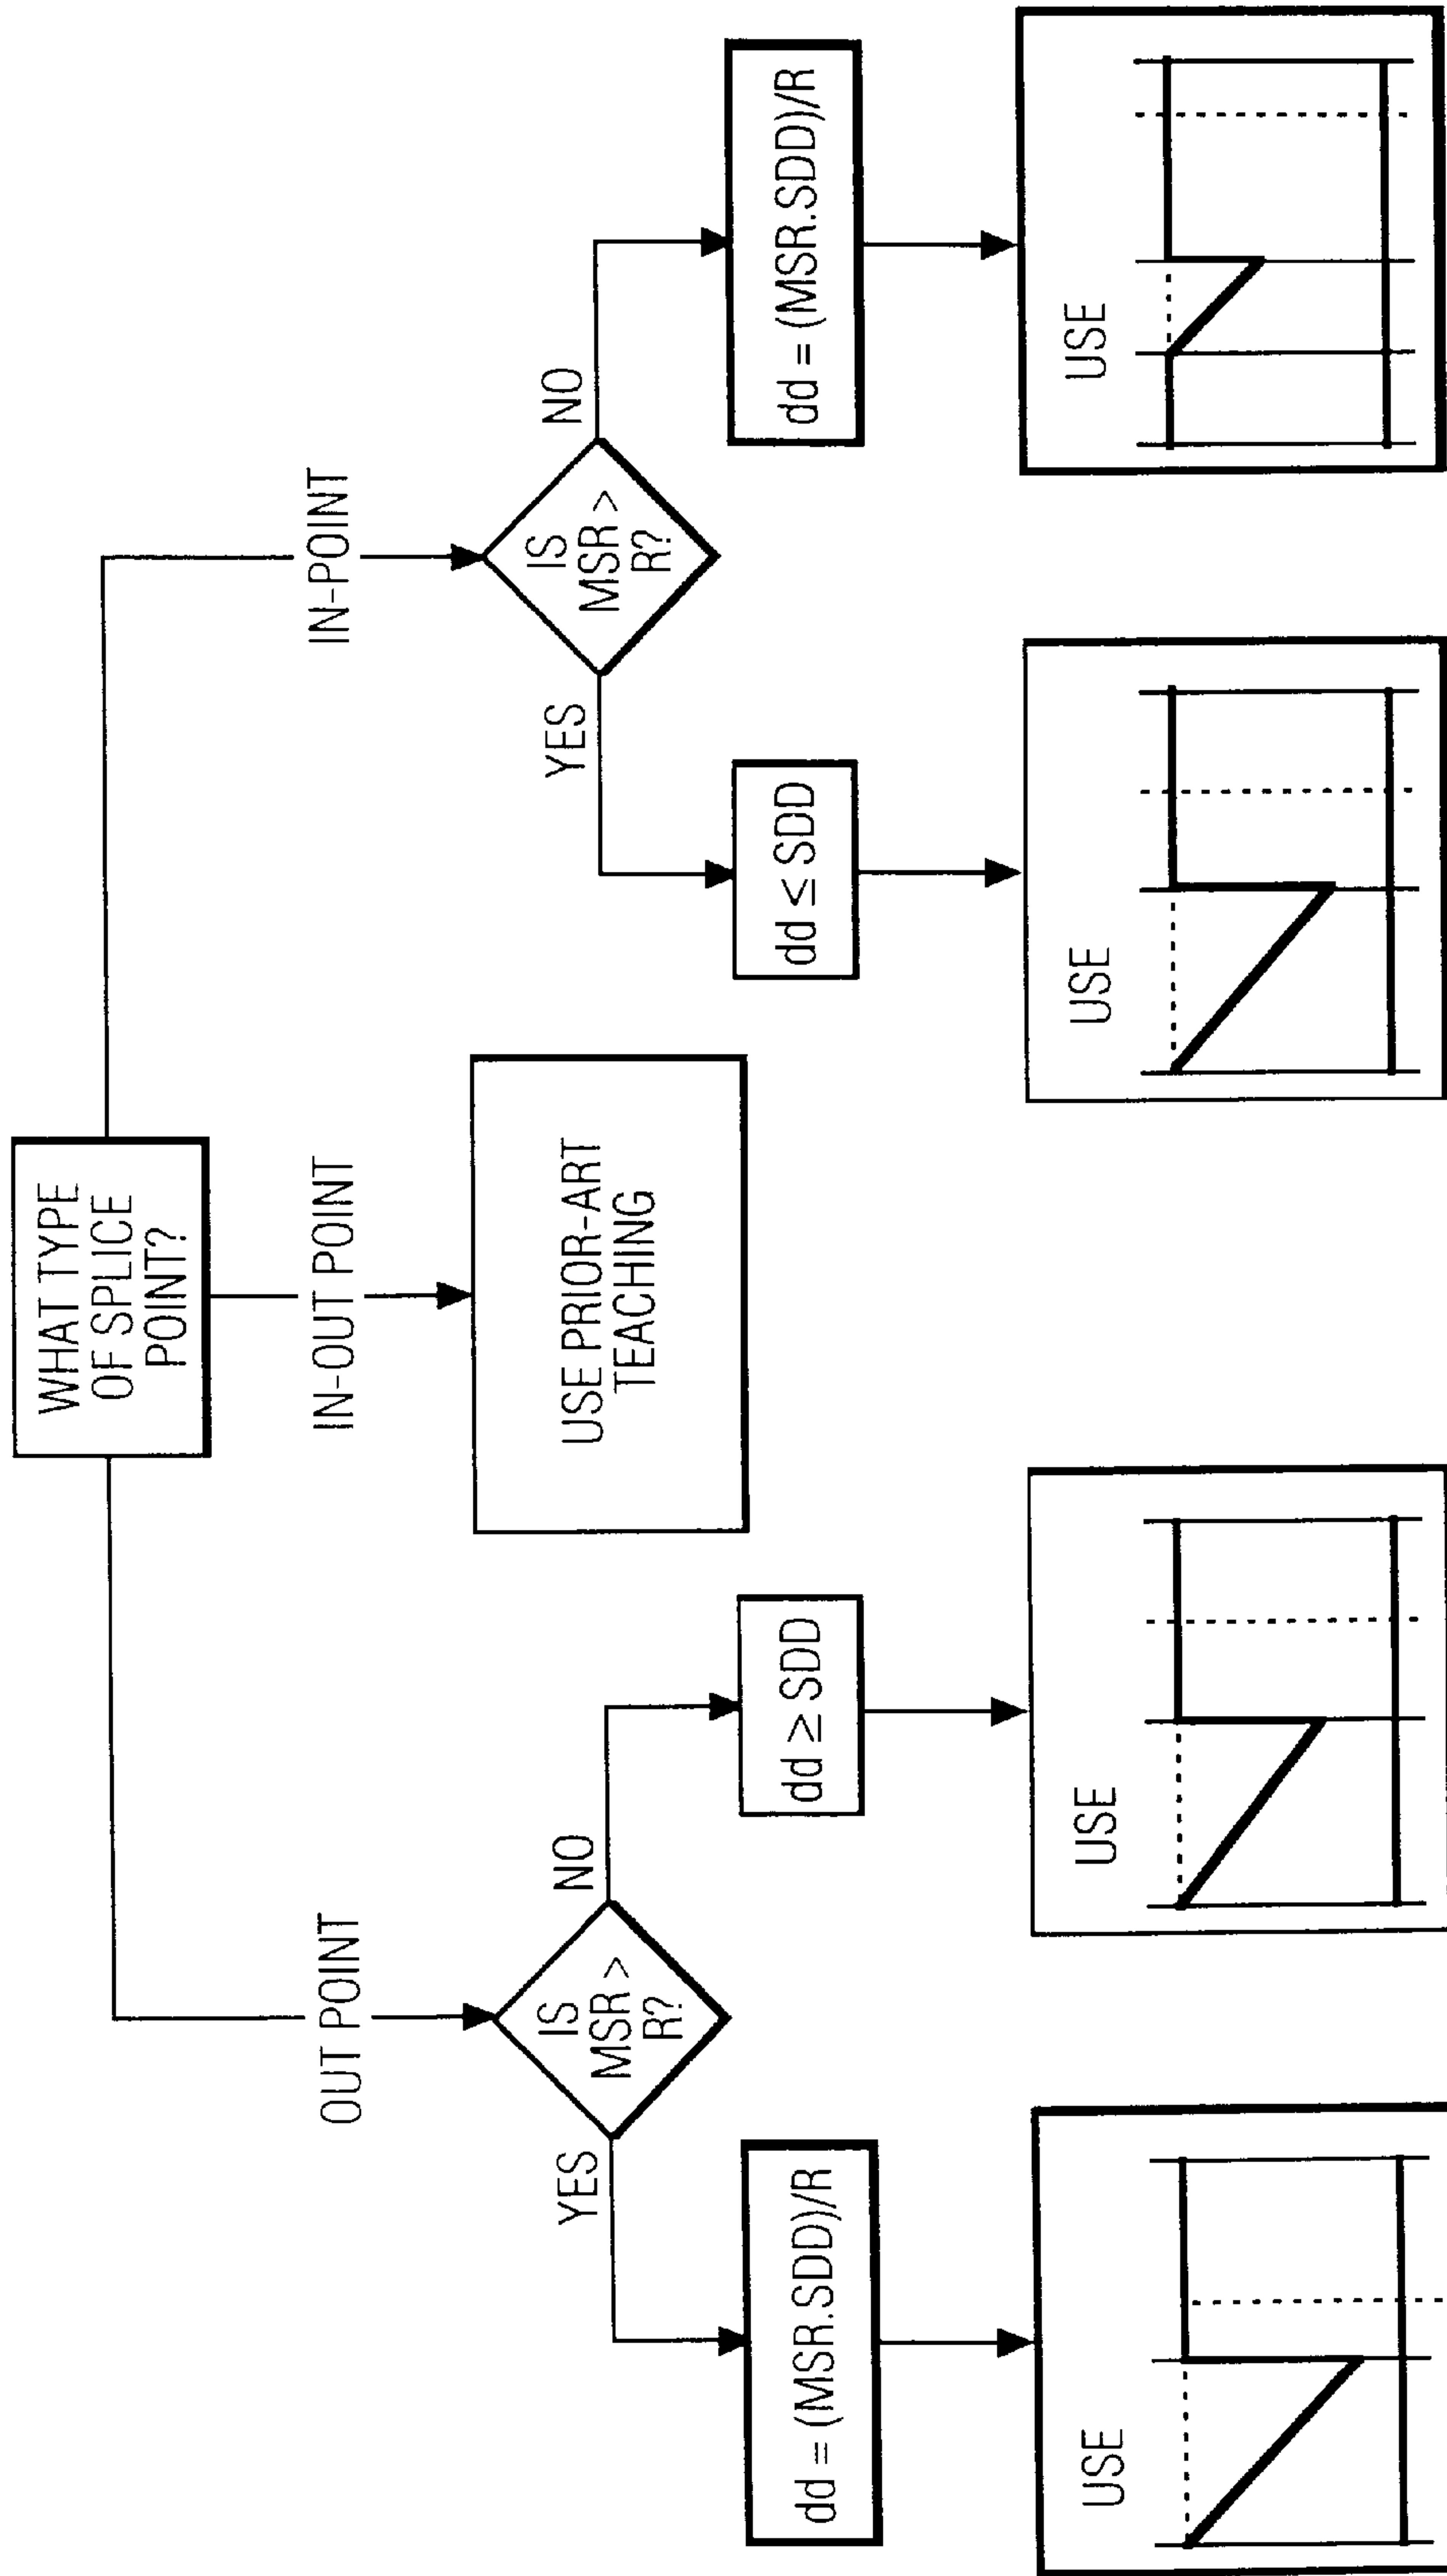 WHAT TYPE
OF SPLICE
POINT?
OUT POINT
IN-OUT POINT
IN-POINT
IS
MSR >
R?
YES
NO
USE PRIOR-ART
TEACHING
IS
MSR >
R?
YES
NO
dd = (MSR.SDD)/R
dd ≥ SDD
dd ≤ SDD
dd = (MSR.SDD)/R
USE
USE
USE
USE